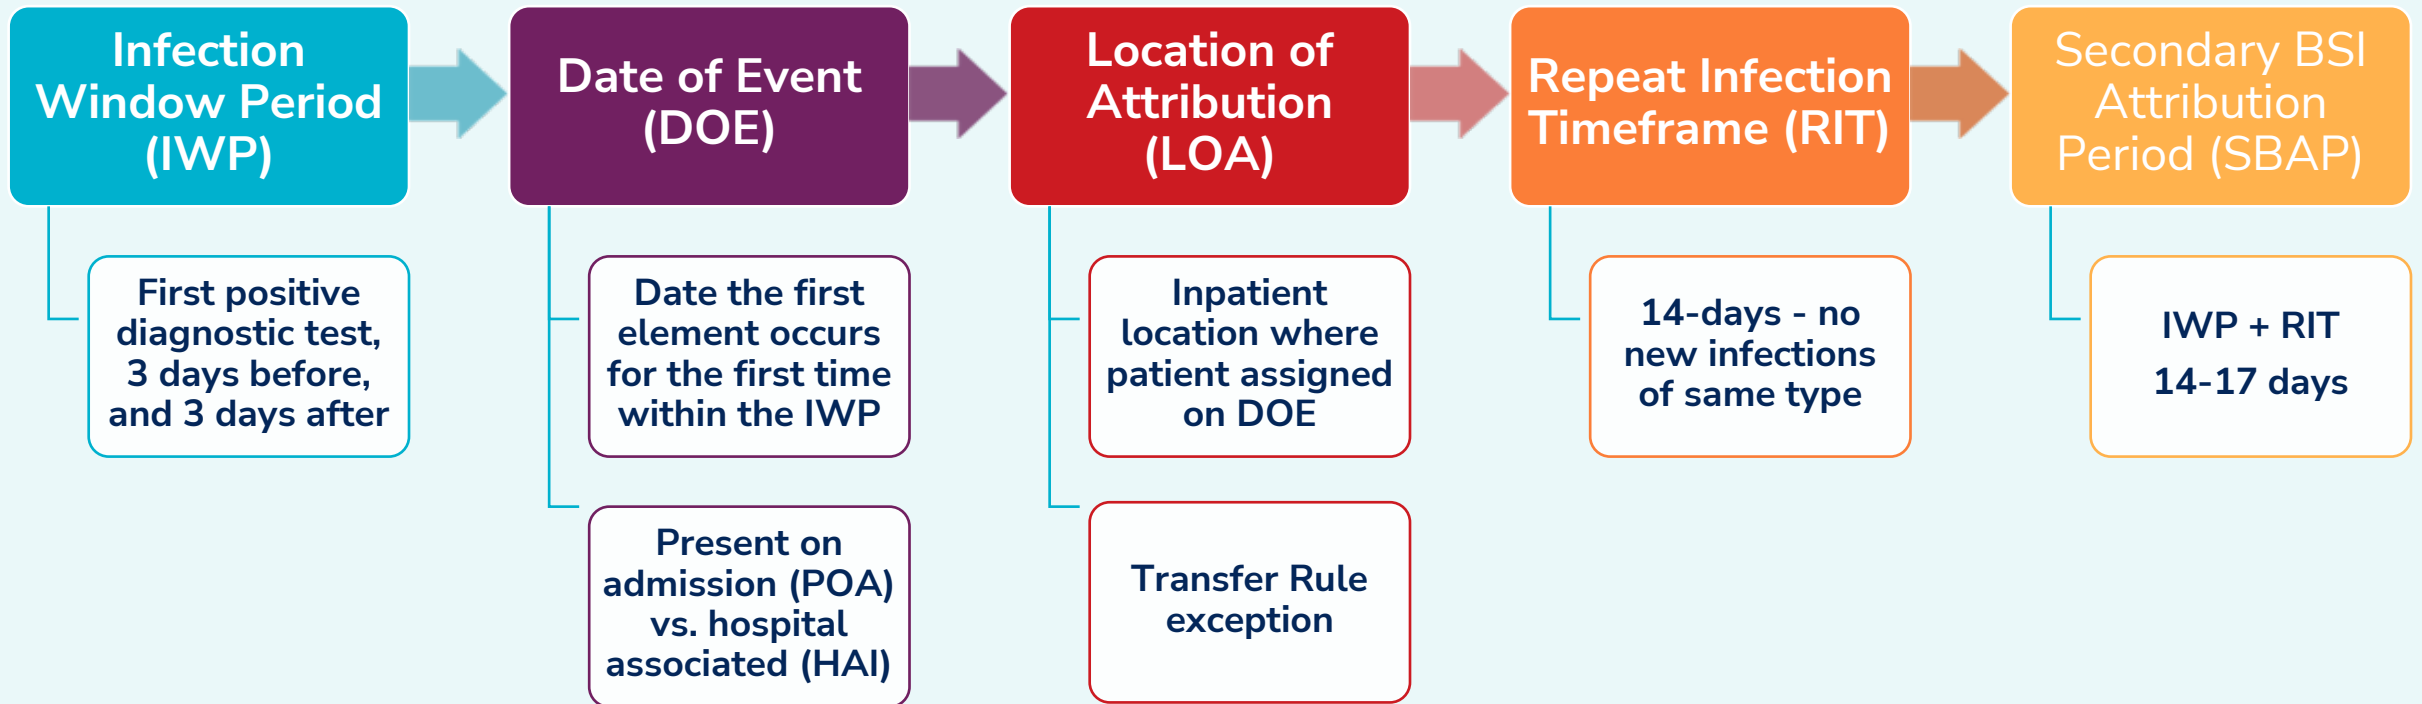 Infection
Window Period
(IWP)
First positive
diagnostic test,
3 days before,
and 3 days after
Date of Event
(DOE)
Date the first
element occurs
for the first time
within the IWP
Present on
admission (POA)
vs. hospital
associated (HAI)
Location of
Attribution
(LOA)
Inpatient
location where
patient assigned
on DOE
Transfer Rule
exception
Repeat Infection
Timeframe (RIT)
14-days - no
new infections
of same type
Secondary BSI
Attribution
Period (SBAP)
IWP + RIT
14-17 days